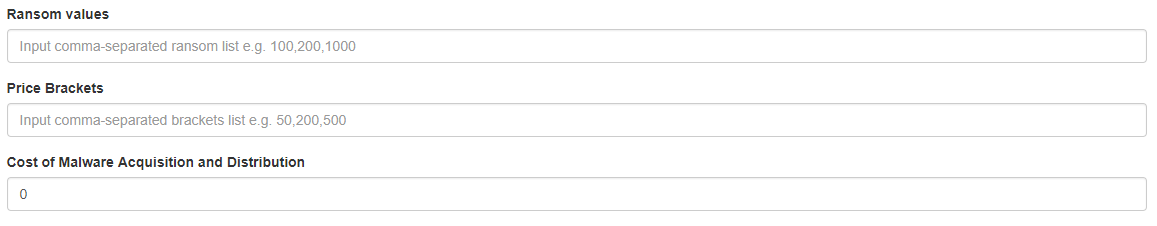 Ransom values
Input comma-separated ransom list e.g. 100,200,1000
Price Brackets
Input comma-separated brackets list e.g. 50,200,500
Cost of Malware Acquisition and Distribution
0